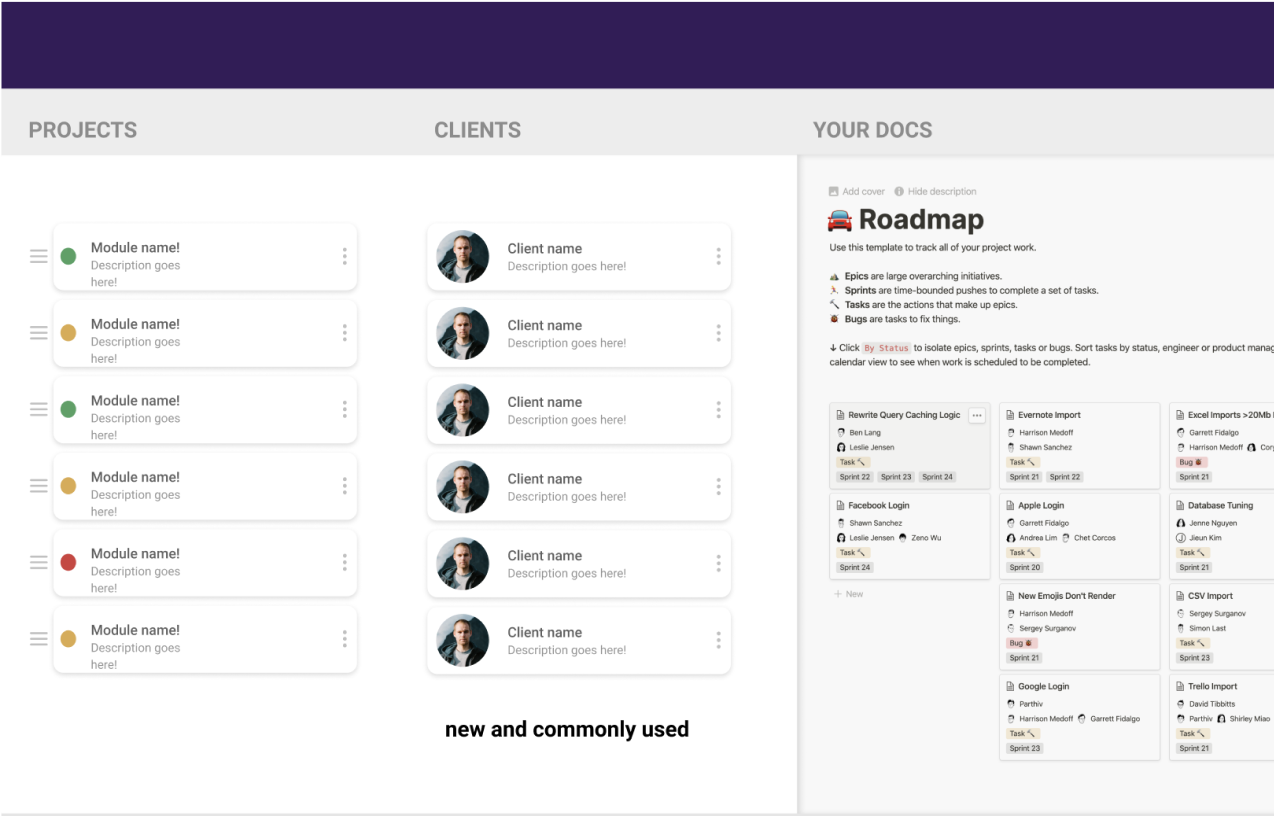 PROJECTS
CLIENTS
YOUR DOCS
Module name!
Description goes
here!
Module name!
Description goes
here!
Module name!
Description goes
here!
Module name!
Description goes
here!
Module name!
Description goes
here!
Module name!
Description goes
here!
Client name
Description goes here!
Client name
Description goes here!
Client name
Description goes here!
Client name
Description goes here!
Client name
Description goes here!
Client name
Description goes here!
new and commonly used
Add cover Hide description
Roadmap
Use this template to track all of your project work.
Epics are large overarching initiatives.
Sprints are time-bounded pushes to complete a set of tasks.
Tasks are the actions that make up epics.
Bugs are tasks to fix things.
↓ Click By Status to isolate epics, sprints, tasks or bugs. Sort tasks by status, engineer or product manag
calendar view to see when work is scheduled to be completed.
Rewrite Query Caching Logic
Ben Lang
Leslie Jensen
Task
Sprint 22 Sprint 23 Sprint 24
Facebook Login
Shawn Sanchez
Leslie Jensen Zeno Wu
Task
Sprint 24
+ New
Evernote Import
Harrison Medoff
Shawn Sanchez
Task
Sprint 21 Sprint 22
Apple Login
Garrett Fidalgo
Andrea Lim Chet Corcos
Task
Sprint 20
New Emojis Don't Render
Harrison Medoff
Sergey Surganov
Bug
Sprint 21
Google Login
Parthiv
Harrison Medoff Garrett Fidalgo
Task
Sprint 23
Excel Imports >20Mb
Garrett Fidalgo
Harrison Medoff Cor
Bug
Sprint 21
Database Tuning
Jenne Nguyen
J Jieun Kim
Task
Sprint 21
CSV Import
Sergey Surganov
Simon Last
Task
Sprint 23
Trello Import
David Tibbitts
Parthiv Shirley Miao
Task
Sprint 21